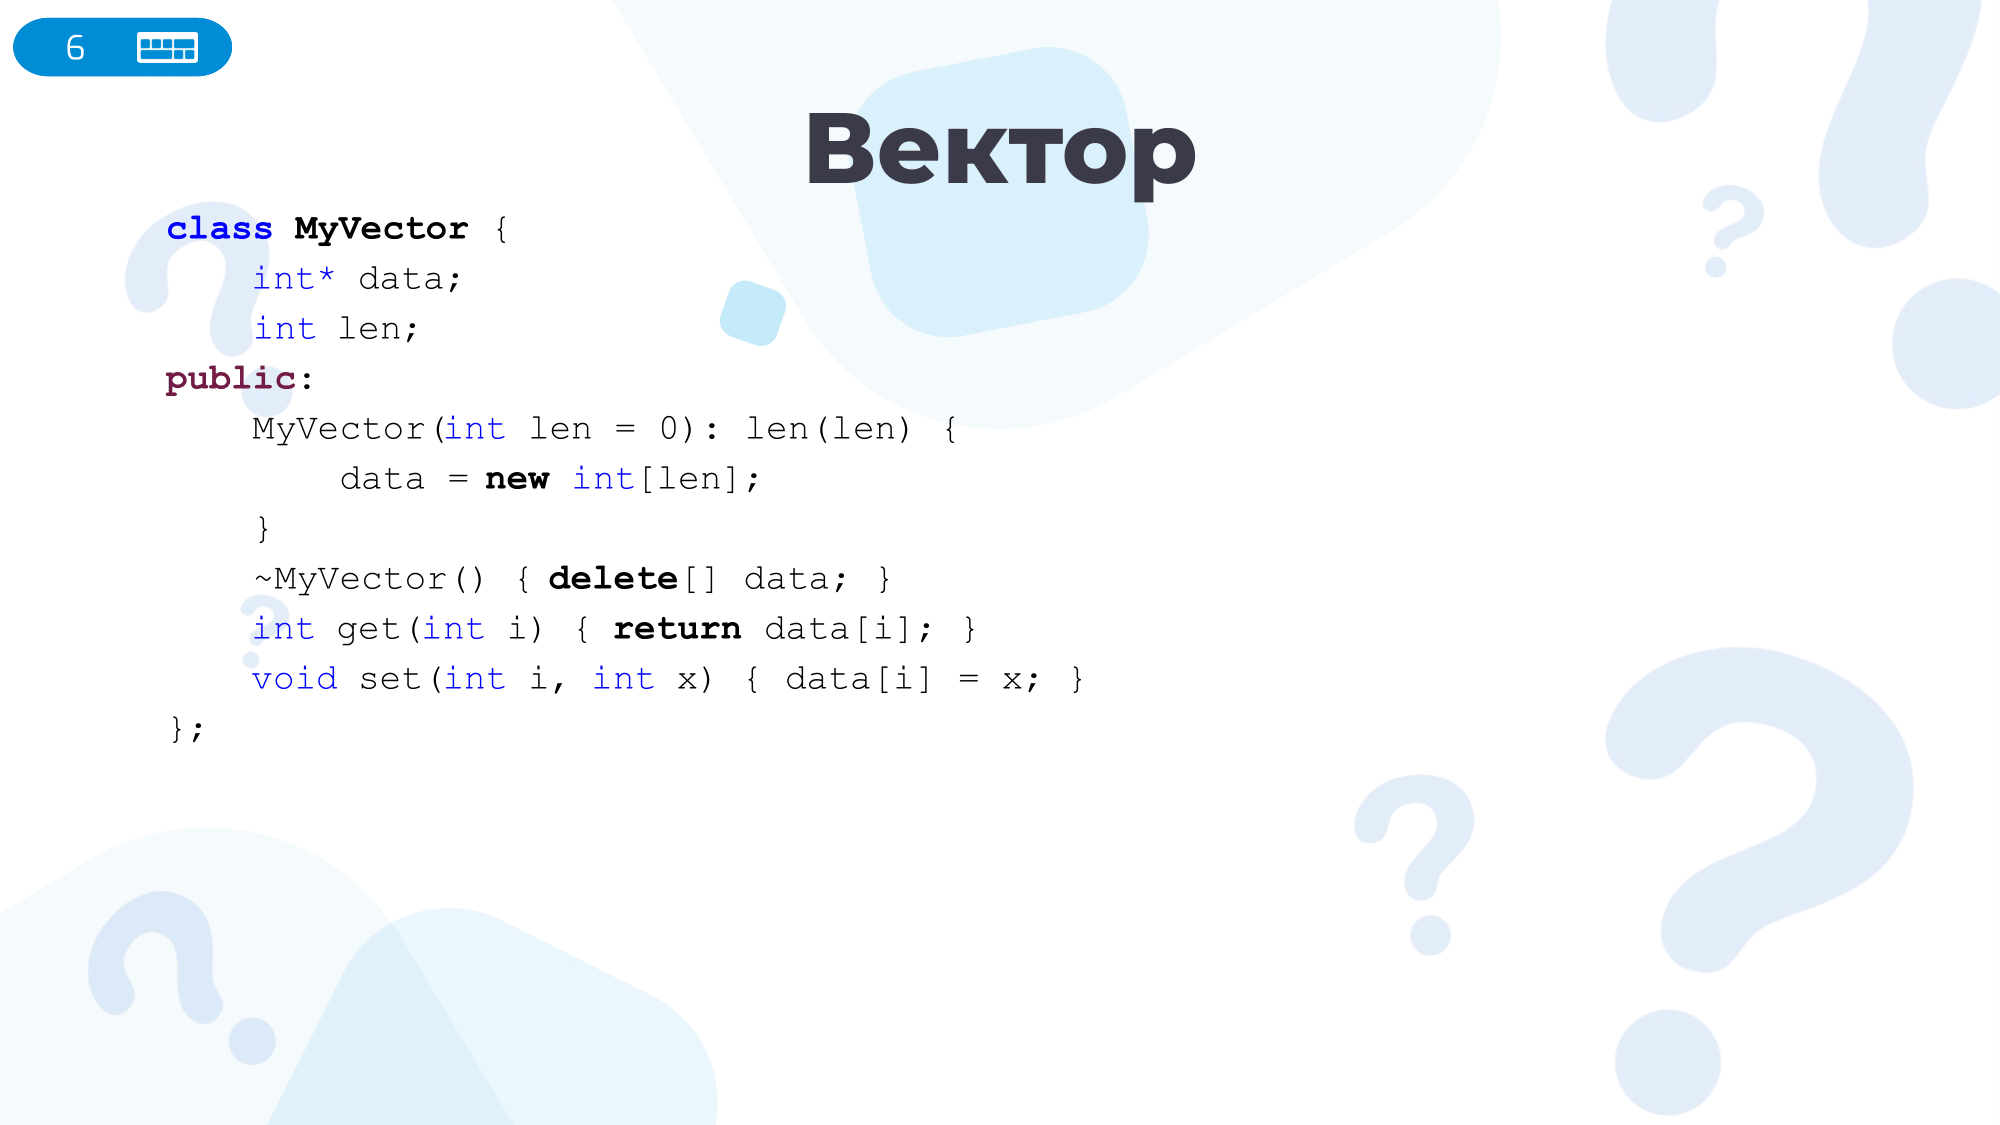 6
Вектор
class MyVector {
    int* data;
    int len;
public:
    MyVector(int len = 0): len(len) {
        data = new int[len];
    }
    ~MyVector() { delete[] data; }
    int get(int i) { return data[i]; }
    void set(int i, int x) { data[i] = x; }
};